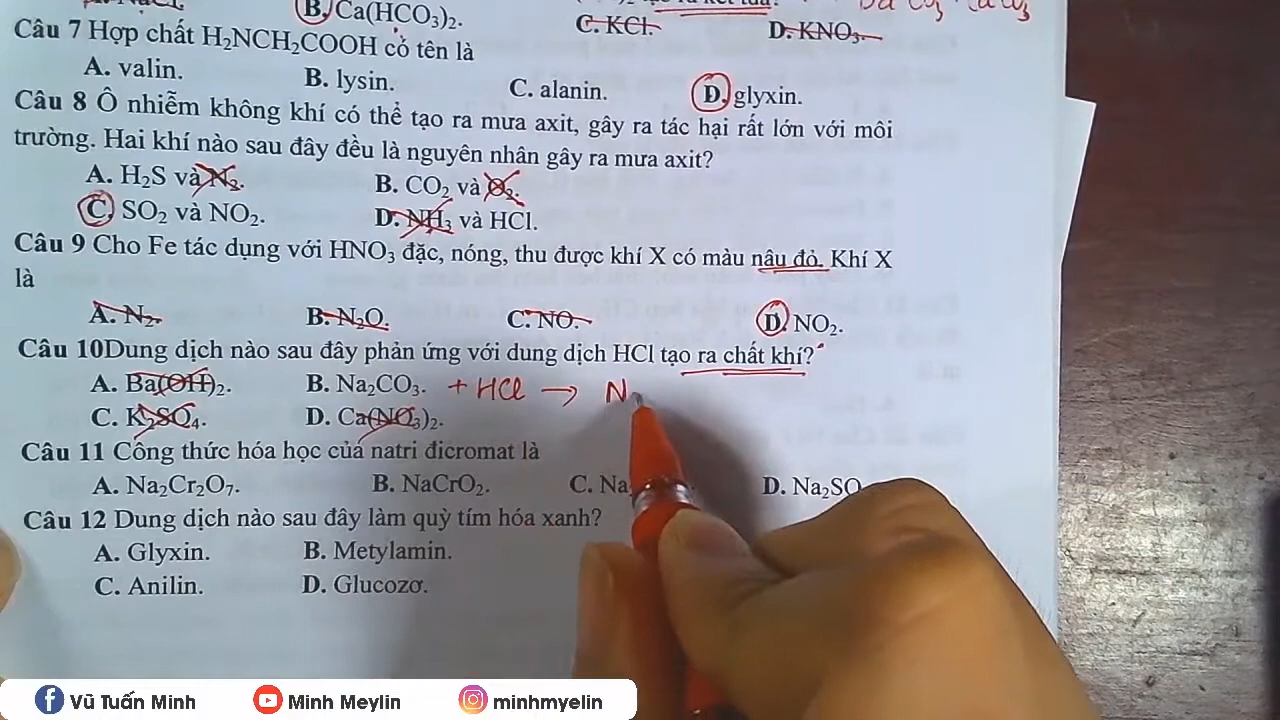 B. Ca(HCO₃)₂. C. KCl. D. KNO₃.
Câu 7 Hợp chất H₂NCH₂COOH có tên là
A. valin. B. lysin. C. alanin. D. glyxin.
Câu 8 Ô nhiễm không khí có thể tạo ra mưa axit, gây ra tác hại rất lớn với môi
trường. Hai khí nào sau đây đều là nguyên nhân gây ra mưa axit?
A. H₂S và N₂. B. CO₂ và O₂.
C. SO₂ và NO₂. D. NH₃ và HCl.
Câu 9 Cho Fe tác dụng với HNO₃ đặc, nóng, thu được khí X có màu nâu đỏ. Khí X
là
A. N₂. B. N₂O. C. NO. D. NO₂.
Câu 10Dung dịch nào sau đây phản ứng với dung dịch HCl tạo ra chất khí?
A. Ba(OH)₂. B. Na₂CO₃. + HCl → N
C. K₂SO₄. D. Ca(NO₃)₂.
Câu 11 Công thức hóa học của natri đicromat là
A. Na₂Cr₂O₇. B. NaCrO₂. C. Na D. Na₂SO
Câu 12 Dung dịch nào sau đây làm quỳ tím hóa xanh?
A. Glyxin. B. Metylamin.
C. Anilin. D. Glucozơ.
Vũ Tuấn Minh Minh Meylin minhmyelin